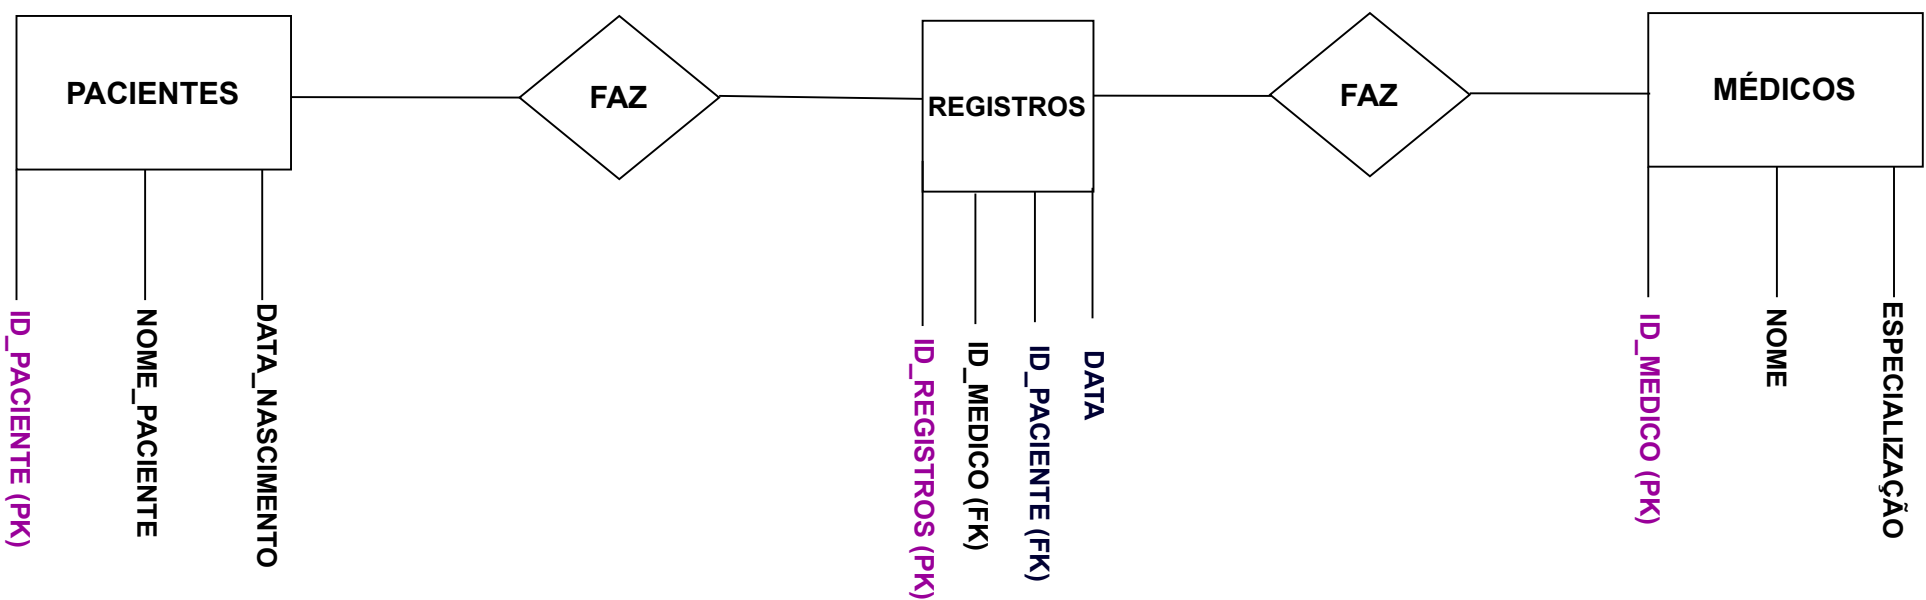 PACIENTES
FAZ
REGISTROS
FAZ
MÉDICOS
ID_PACIENTE (PK)
NOME_PACIENTE
DATA_NASCIMENTO
ID_REGISTROS (PK)
ID_MEDICO (FK)
ID_PACIENTE (FK)
DATA
ID_MEDICO (PK)
NOME
ESPECIALIZAÇÃO